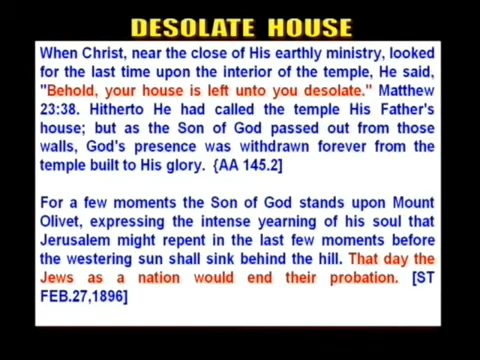 DESOLATE HOUSE
When Christ, near the close of His earthly ministry, looked
for the last time upon the interior of the temple, He said,
"Behold, your house is left unto you desolate." Matthew
23:38. Hitherto He had called the temple His Father's
house; but as the Son of God passed out from those
walls, God's presence was withdrawn forever from the
temple built to His glory. {AA 145.2]
For a few moments the Son of God stands upon Mount
Olivet, expressing the intense yearning of his soul that
Jerusalem might repent in the last few moments before
the westering sun shall sink behind the hill. That day the
Jews as a nation would end their probation. [ST
FEB.27,1896]